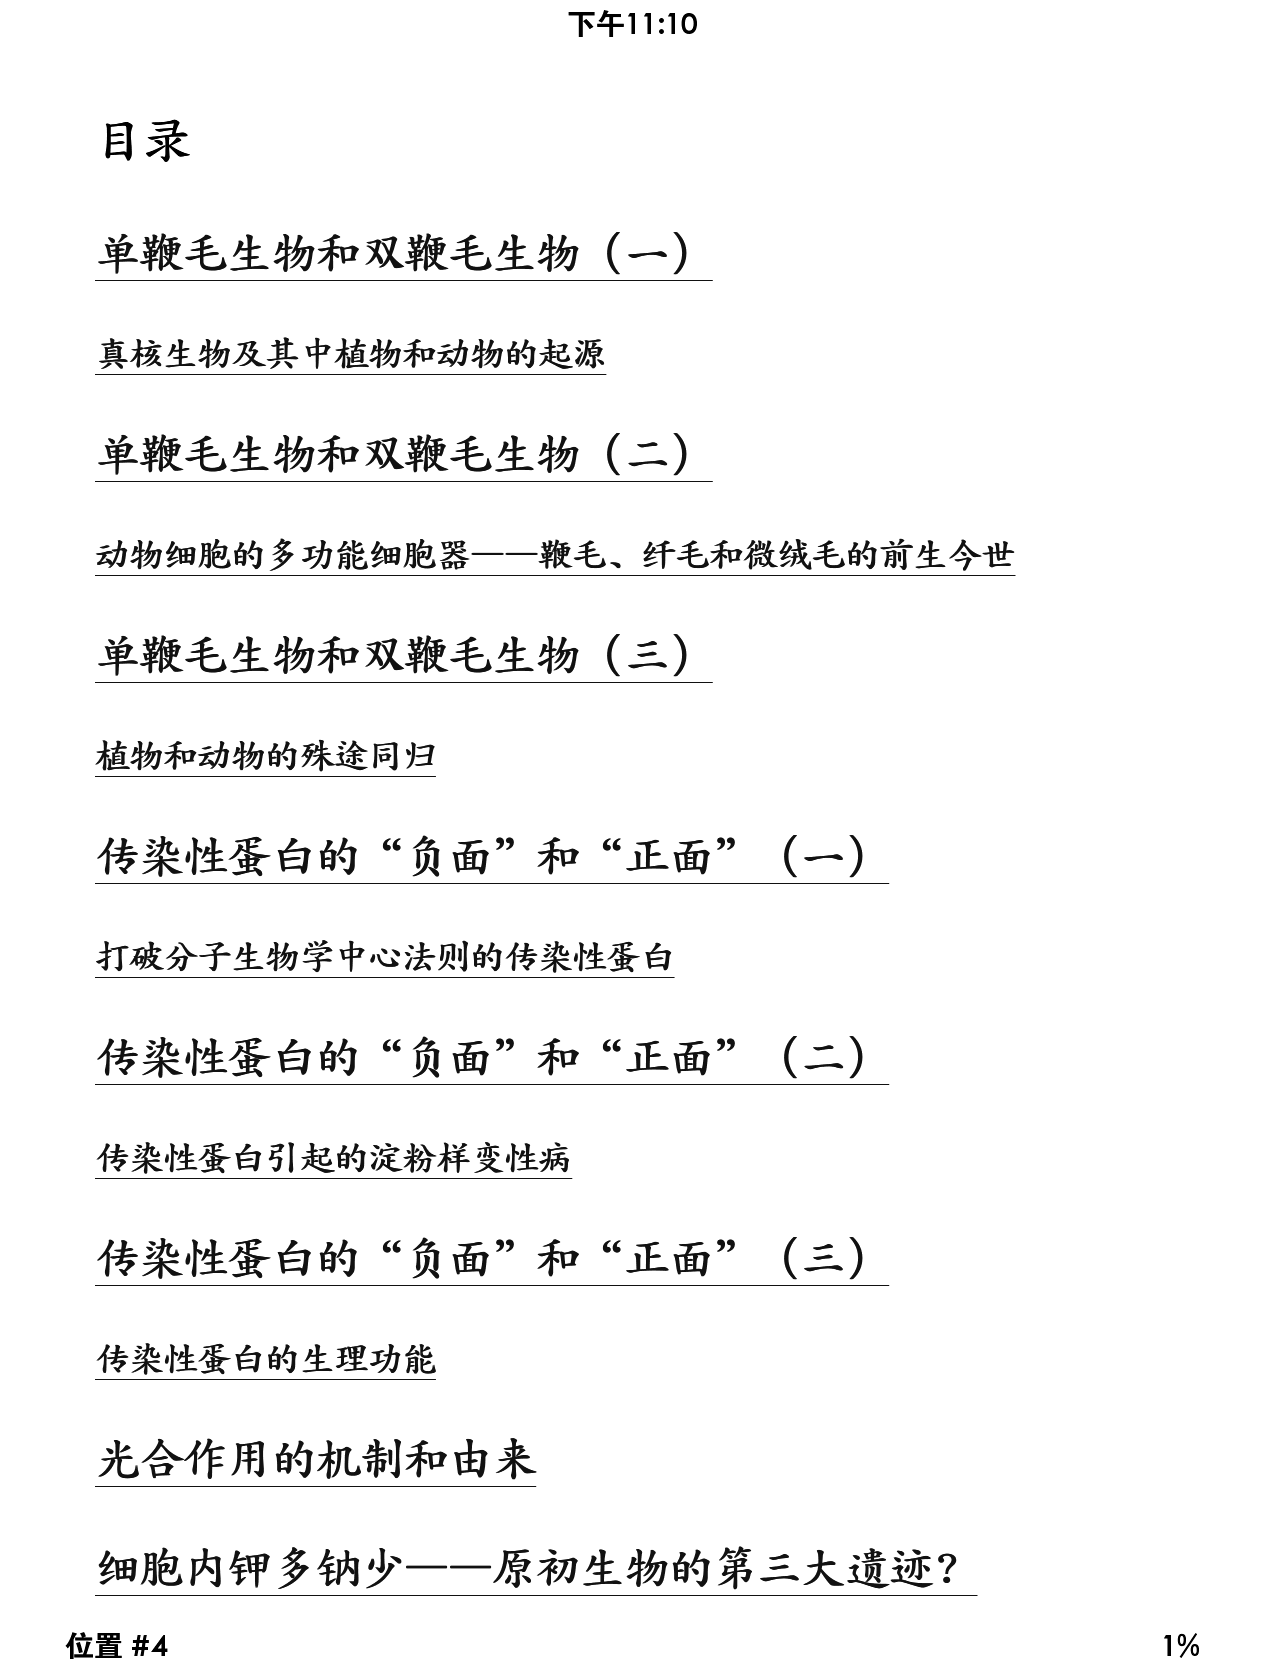 下午11:10
目录
单鞭毛生物和双鞭毛生物（一）
真核生物及其中植物和动物的起源
单鞭毛生物和双鞭毛生物（二）
动物细胞的多功能细胞器——鞭毛、纤毛和微绒毛的前生今世
单鞭毛生物和双鞭毛生物（三）
植物和动物的殊途同归
传染性蛋白的“负面”和“正面”（一）
打破分子生物学中心法则的传染性蛋白
传染性蛋白的“负面”和“正面”（二）
传染性蛋白引起的淀粉样变性病
传染性蛋白的“负面”和“正面”（三）
传染性蛋白的生理功能
光合作用的机制和由来
细胞内钾多钠少——原初生物的第三大遗迹？
位置 #4
1%